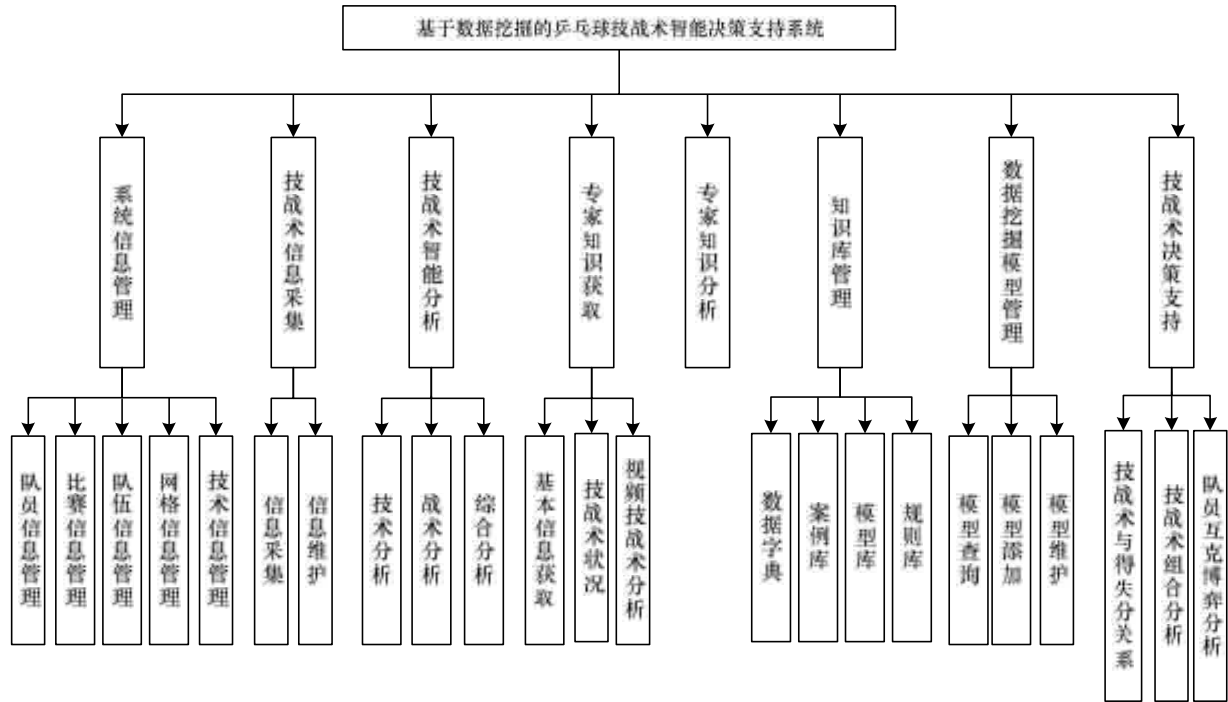 基于数据挖掘的乒乓球技战术智能决策支持系统
系统信息管理
技战术信息采集
技战术智能分析
专家知识获取
专家知识分析
知识库管理
数据挖掘模型管理
技战术决策支持
队员信息管理
比赛信息管理
队伍信息管理
网格信息管理
技术信息管理
信息采集
信息维护
技术分析
战术分析
综合分析
基本信息获取
技战术状况
视频技战术分析
数据字典
案例库
模型库
规则库
模型查询
模型添加
模型维护
技战术与得失分关系
技战术组合分析
队员互克博弈分析